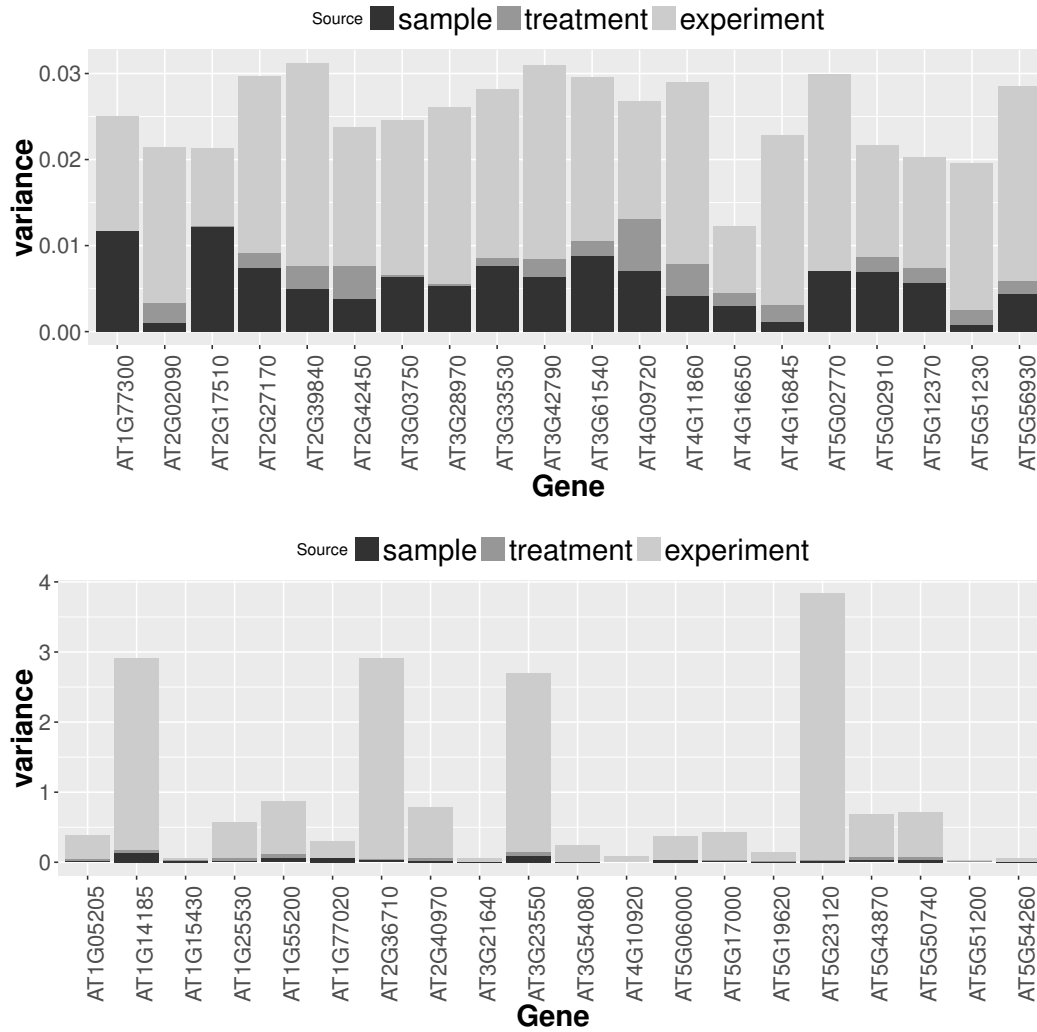 Source sample treatment experiment
0.03
0.02
0.01
0.00
variance
AT1G77300
AT2G02090
AT2G17510
AT2G27170
AT2G39840
AT2G42450
AT3G03750
AT3G28970
AT3G33530
AT3G42790
AT3G61540
AT4G09720
AT4G11860
AT4G16650
AT4G16845
AT5G02770
AT5G02910
AT5G12370
AT5G51230
AT5G56930
Gene
Source sample treatment experiment
4
3
2
1
0
variance
AT1G05205
AT1G14185
AT1G15430
AT1G25530
AT1G55200
AT1G77020
AT2G36710
AT2G40970
AT3G21640
AT3G23550
AT3G54080
AT4G10920
AT5G06000
AT5G17000
AT5G19620
AT5G23120
AT5G43870
AT5G50740
AT5G51200
AT5G54260
Gene